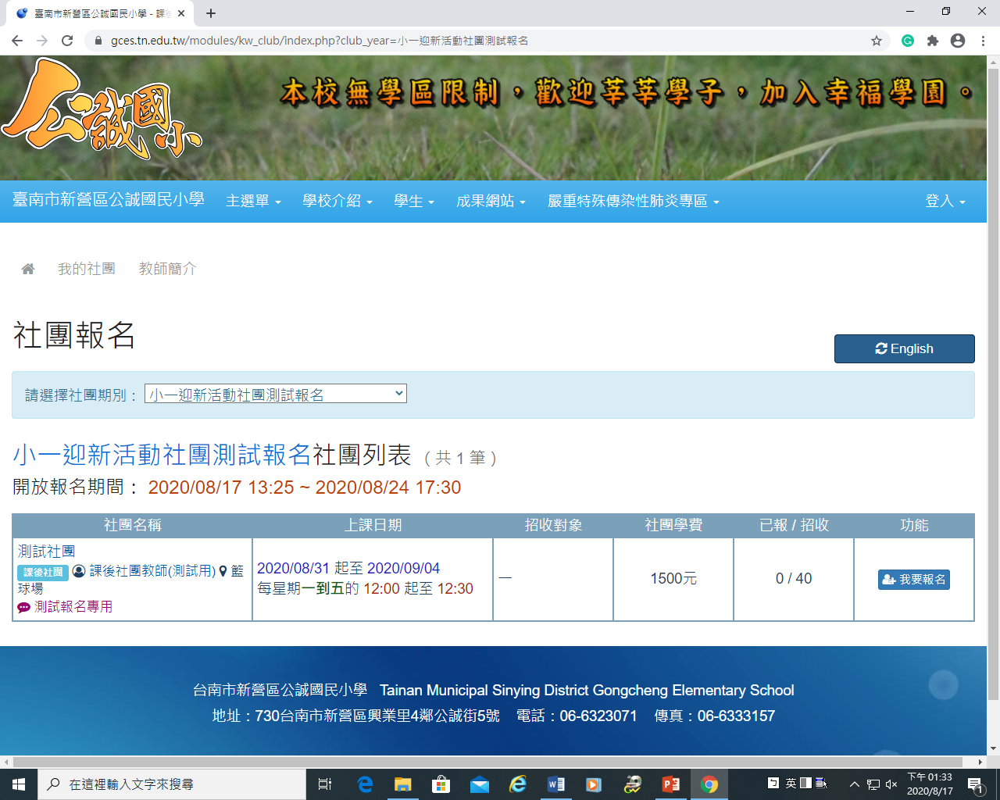 臺南市新營區公誠國民小學 - 課
gces.tn.edu.tw/modules/kw_club/index.php?club_year=小一迎新活動社團測試報名
公誠國小
本校無學區限制，歡迎莘莘學子，加入幸福學園。
臺南市新營區公誠國民小學 主選單 學校介紹 學生 成果網站 嚴重特殊傳染性肺炎專區 登入
我的社團 教師簡介
社團報名
English
請選擇社團期別： 小一迎新活動社團測試報名
小一迎新活動社團測試報名社團列表 （共 1 筆）
開放報名期間： 2020/08/17 13:25 ~ 2020/08/24 17:30
社團名稱 上課日期 招收對象 社團學費 已報 / 招收 功能
測試社團
課後社團 課後社團教師(測試用) 籃
球場
測試報名專用
2020/08/31 起至 2020/09/04
每星期一到五的 12:00 起至 12:30
—
1500元
0 / 40
我要報名
台南市新營區公誠國民小學 Tainan Municipal Sinying District Gongcheng Elementary School
地址：730台南市新營區興業里4鄰公誠街5號 電話：06-6323071 傳真：06-6333157
在這裡輸入文字來搜尋
英
下午 01:33
2020/8/17
1